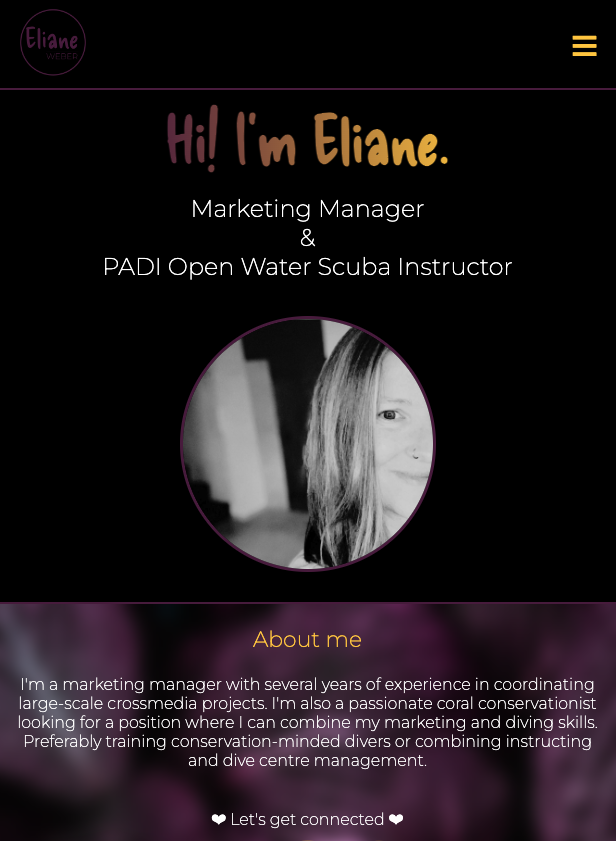 Eliane
WEBER
Hi! I'm Eliane.
Marketing Manager
&
PADI Open Water Scuba Instructor
About me
I'm a marketing manager with several years of experience in coordinating
large-scale crossmedia projects. I'm also a passionate coral conservationist
looking for a position where I can combine my marketing and diving skills.
Preferably training conservation-minded divers or combining instructing
and dive centre management.
❤ Let's get connected ❤